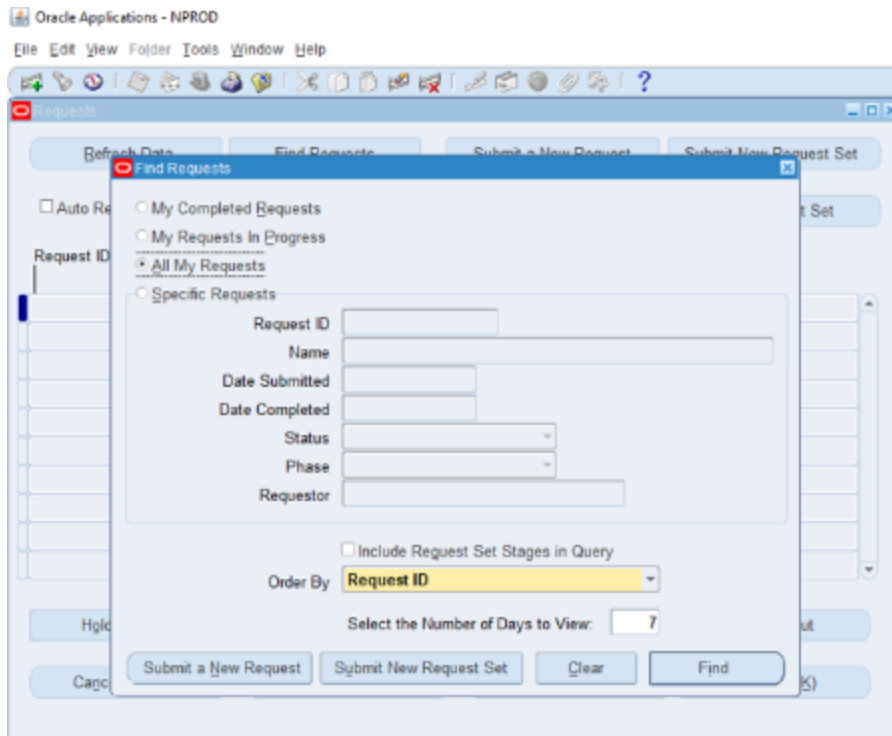 Oracle Applications - NPROD
File Edit View Folder Tools Window Help
Requests
Refresh Data Find Requests Submit a New Request Submit New Request Set
Find Requests
Auto Re
t Set
My Completed Requests
My Requests In Progress
Request ID
All My Requests
Specific Requests
Request ID
Name
Date Submitted
Date Completed
Status
Phase
Requestor
Include Request Set Stages in Query
Order By Request ID
Select the Number of Days to View: 7
Hold
ut
Submit a New Request Submit New Request Set Clear Find
Canc
K)